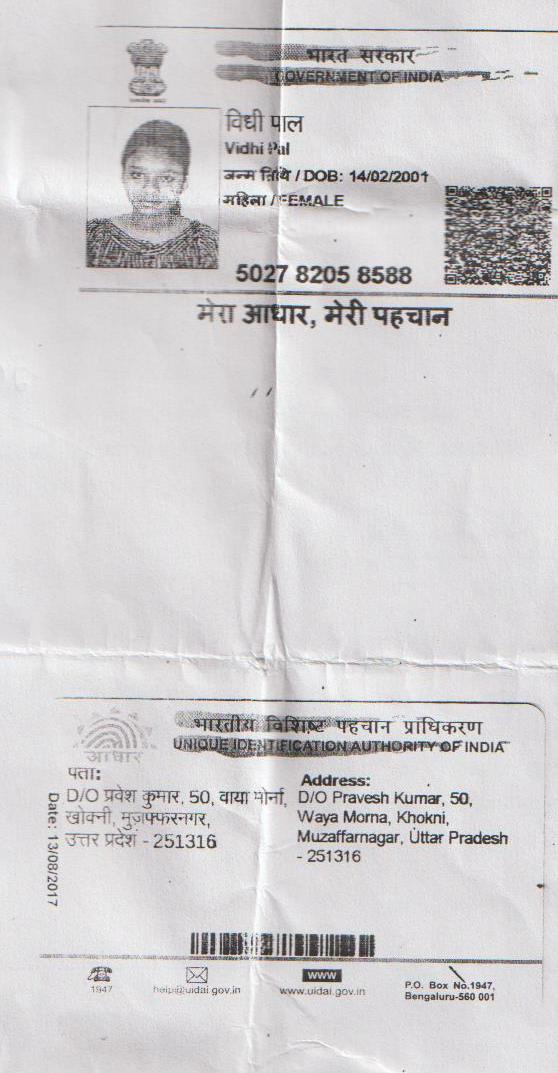 भारत सरकार
GOVERNMENT OF INDIA
विधी पाल
Vidhi Pal
जन्म तिथि / DOB: 14/02/2001
महिला / FEMALE
5027 8205 8588
मेरा आधार, मेरी पहचान
भारतीय विशिष्ट पहचान प्राधिकरण
UNIQUE IDENTIFICATION AUTHORITY OF INDIA
आधार
पता:
D/O प्रवेश कुमार, 50, वाया मोर्ना,
खोक्नी, मुज़फ्फरनगर,
उत्तर प्रदेश - 251316
Address:
D/O Pravesh Kumar, 50,
Waya Morna, Khokni,
Muzaffarnagar, Uttar Pradesh
- 251316
Date: 13/08/2017
1947
help@uidai.gov.in
www
www.uidai.gov.in
P.O. Box No.1947,
Bengaluru-560 001